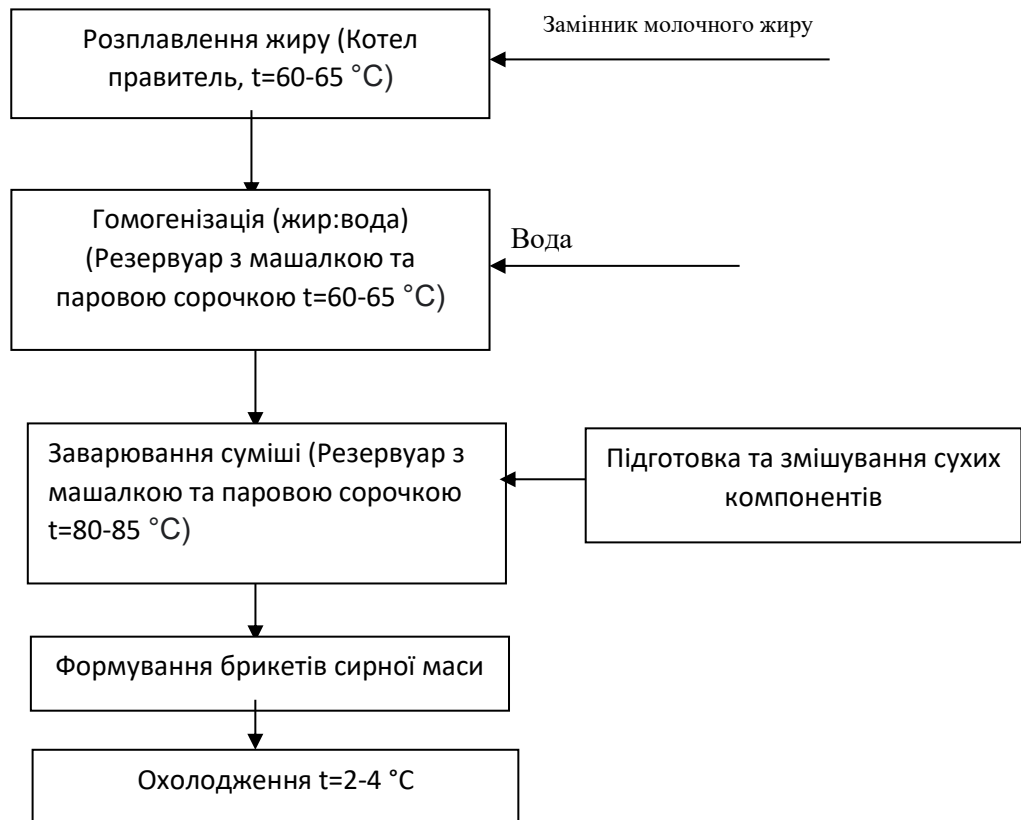 Розплавлення жиру (Котел
правитель, t=60-65 °C)
Замінник молочного жиру
Гомогенізація (жир:вода)
(Резервуар з машалкою та
паровою сорочкою t=60-65 °C)
Вода
Заварювання суміші (Резервуар з
машалкою та паровою сорочкою
t=80-85 °C)
Підготовка та змішування сухих
компонентів
Формування брикетів сирної маси
Охолодження t=2-4 °C